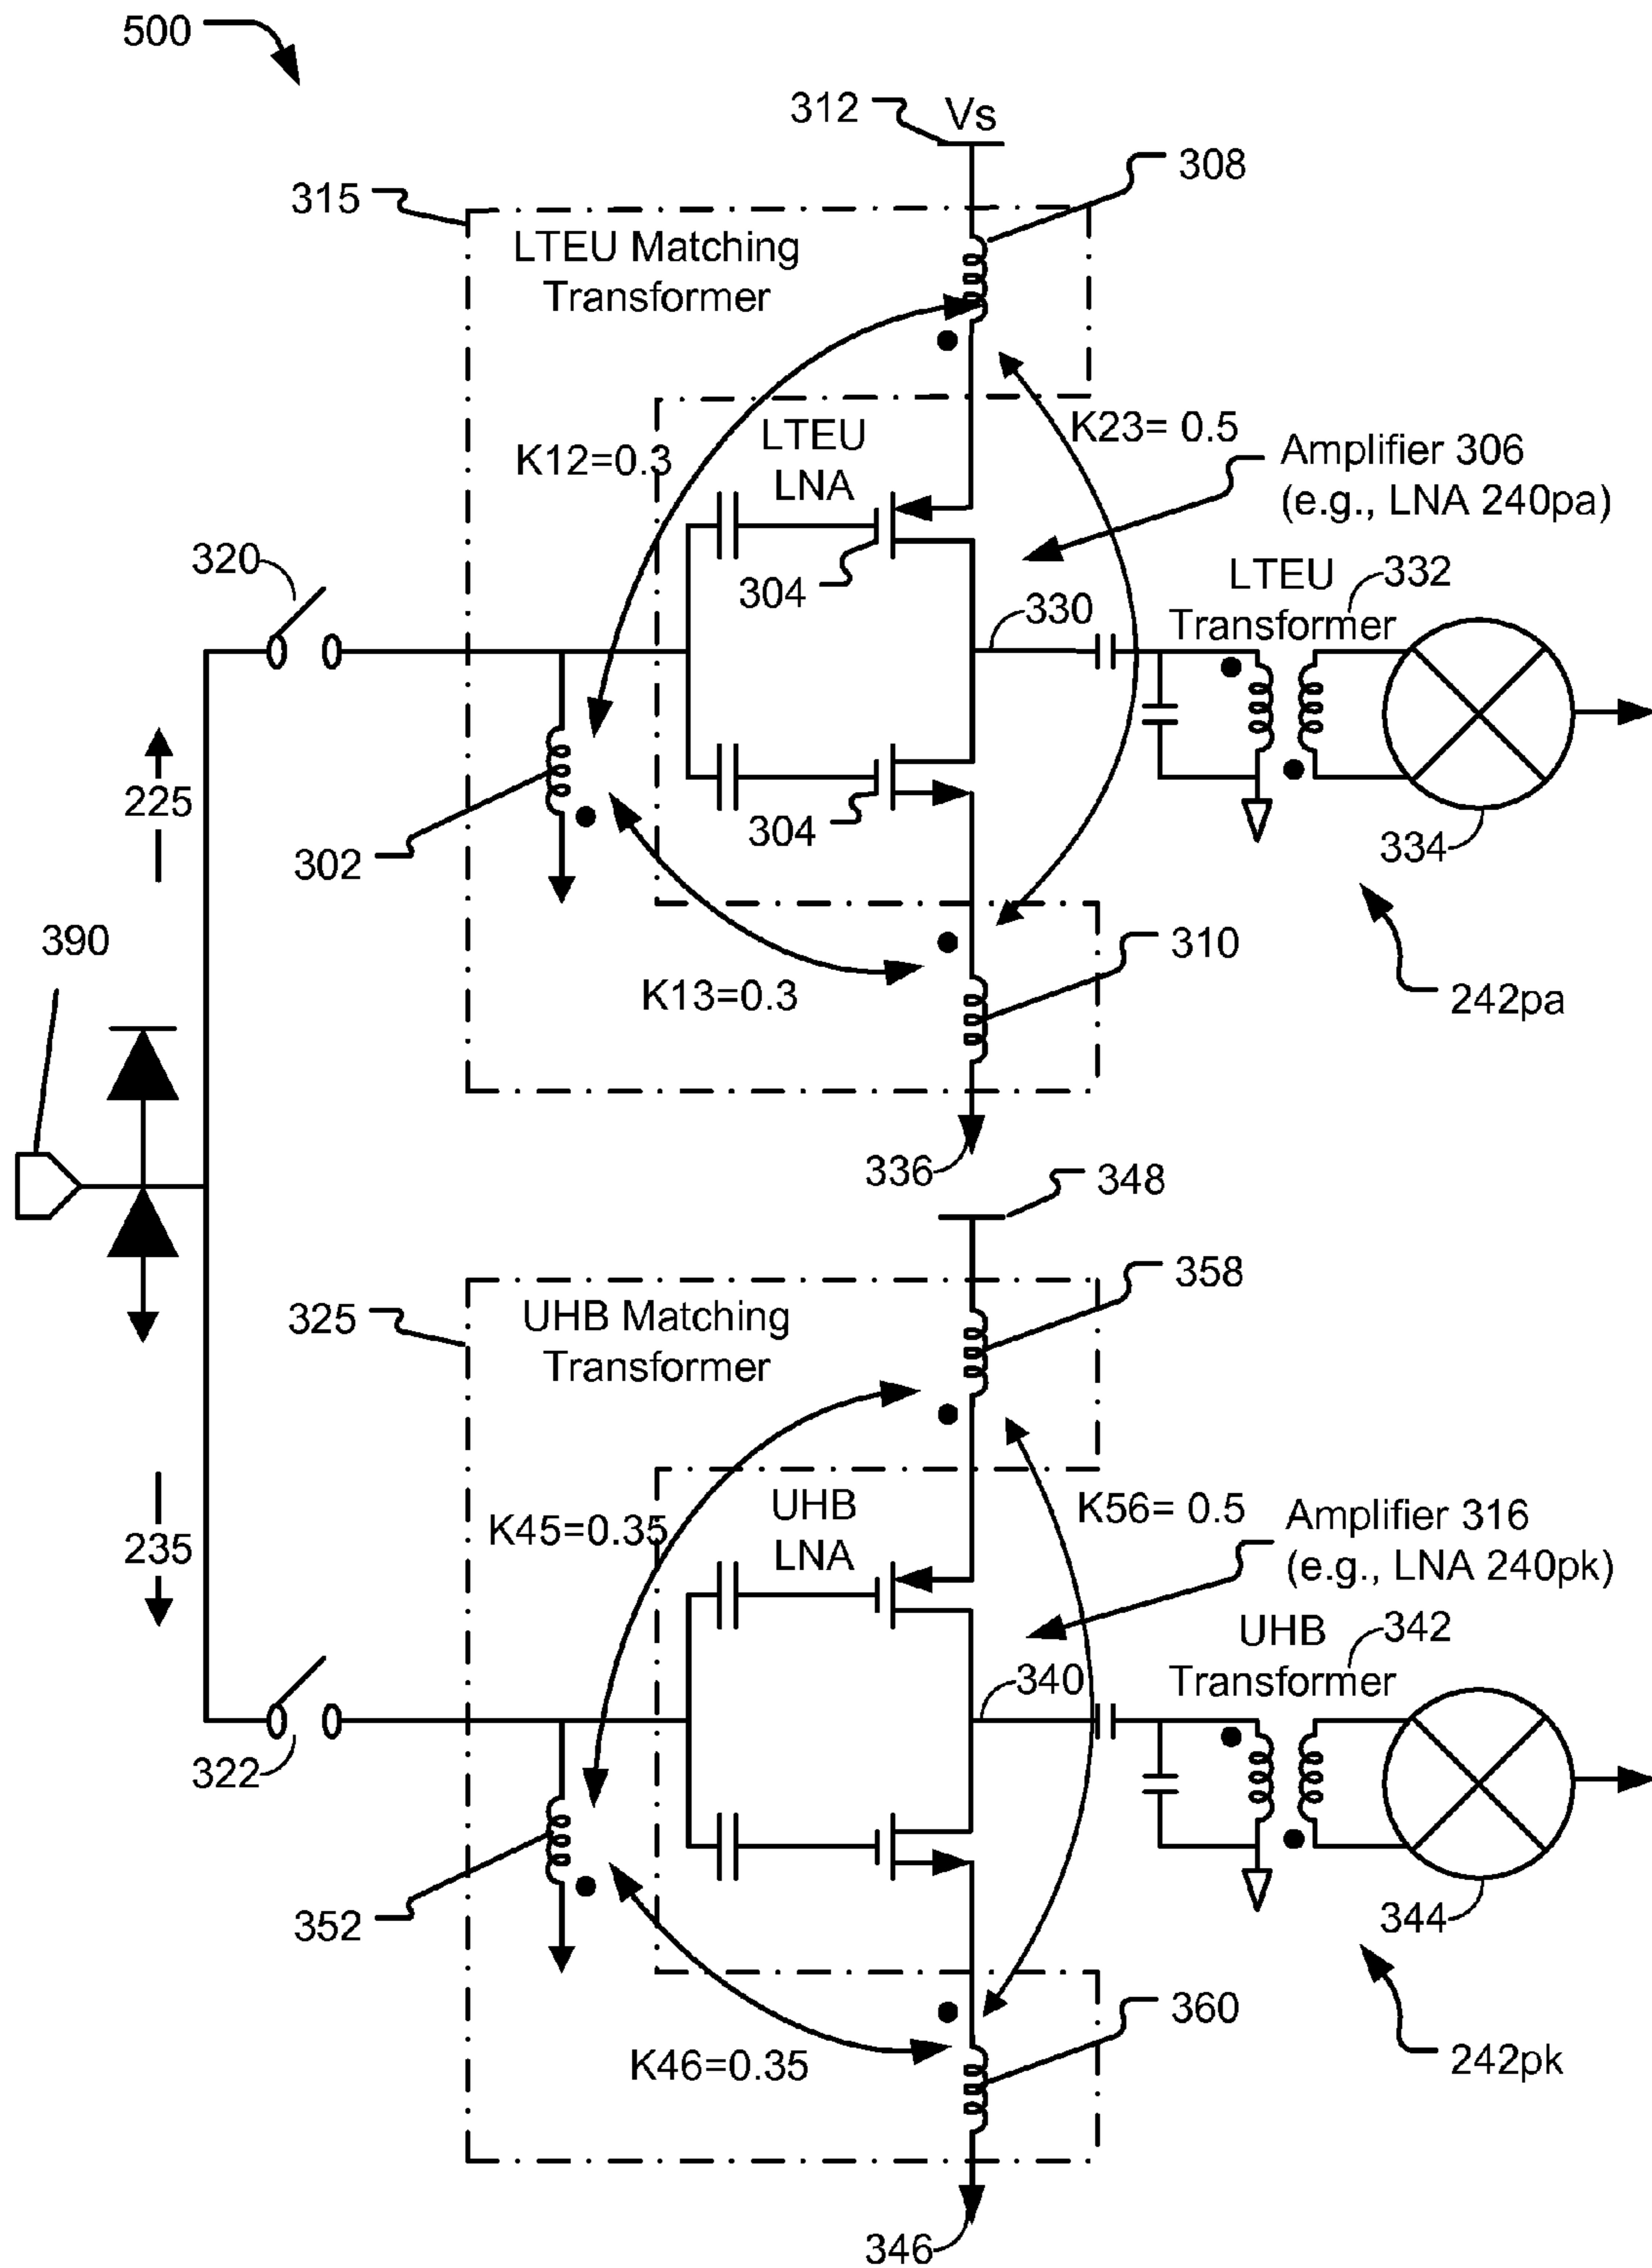 500
312
Vs
308
315
LTEU Matching
Transformer
LTEU
LNA
K12=0.3
K23= 0.5
Amplifier 306
(e.g., LNA 240pa)
320
304
330
LTEU
Transformer
332
225
302
304
334
390
K13=0.3
310
242pa
336
348
358
325
UHB Matching
Transformer
UHB
LNA
K45=0.35
K56= 0.5
Amplifier 316
(e.g., LNA 240pk)
235
340
UHB
Transformer
342
322
352
344
360
K46=0.35
242pk
346